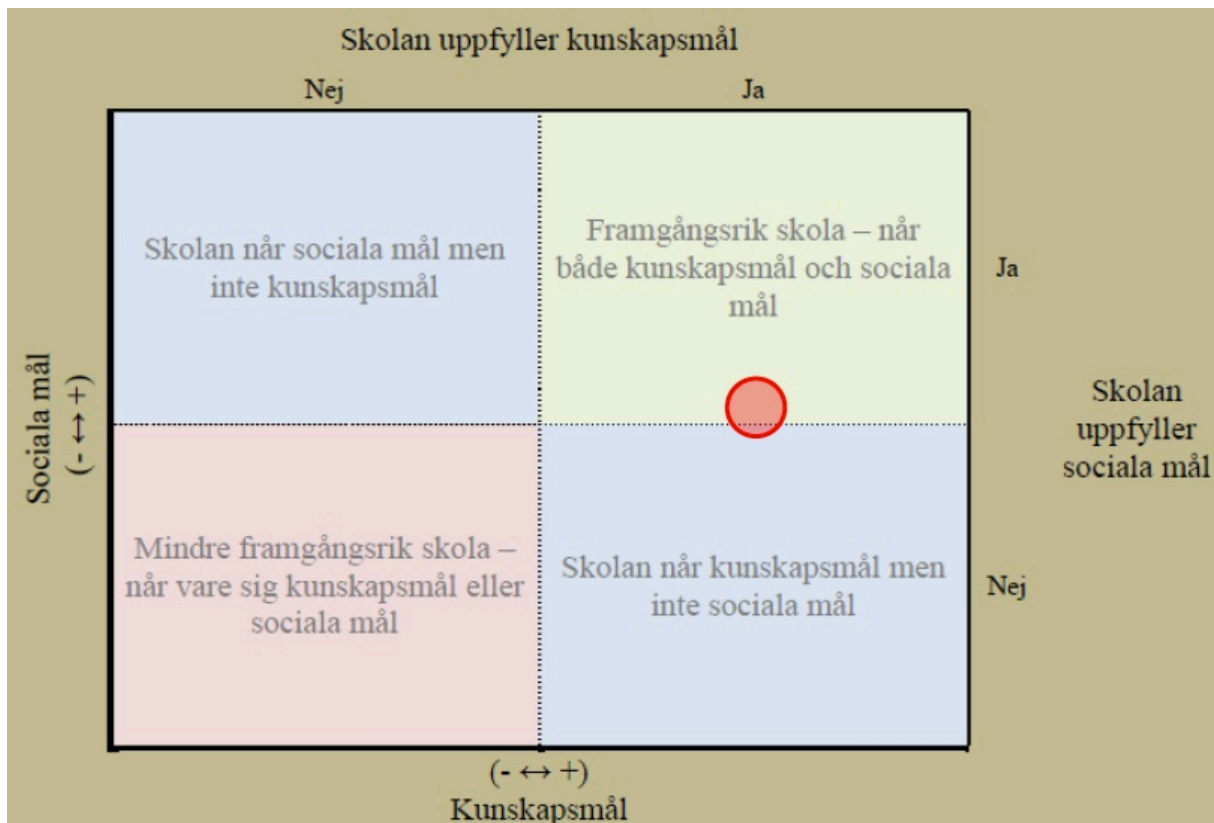 Skolan uppfyller kunskapsmål
Nej
Ja
Skolan når sociala mål men
inte kunskapsmål
Framgångsrik skola – når
både kunskapsmål och sociala
mål
Ja
Sociala mål
(- ↔ +)
Skolan
uppfyller
sociala mål
Mindre framgångsrik skola –
når vare sig kunskapsmål eller
sociala mål
Skolan når kunskapsmål men
inte sociala mål
Nej
(- ↔ +)
Kunskapsmål